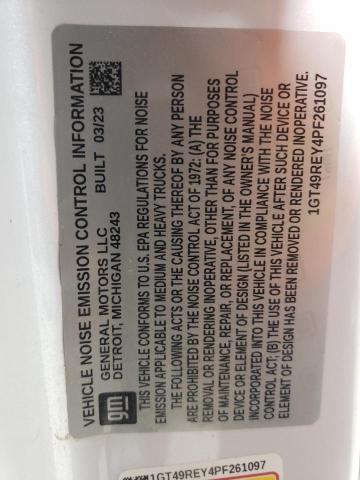 VEHICLE NOISE EMISSION CONTROL INFORMATION
GENERAL MOTORS LLC BUILT 03/23
DETROIT, MICHIGAN 48243
gm
THIS VEHICLE CONFORMS TO U.S. EPA REGULATIONS FOR NOISE
EMISSION APPLICABLE TO MEDIUM AND HEAVY TRUCKS.
THE FOLLOWING ACTS OR THE CAUSING THEREOF BY ANY PERSON
ARE PROHIBITED BY THE NOISE CONTROL ACT OF 1972: (A) THE
REMOVAL OR RENDERING INOPERATIVE, OTHER THAN FOR PURPOSES
OF MAINTENANCE, REPAIR, OR REPLACEMENT, OF ANY NOISE CONTROL
DEVICE OR ELEMENT OF DESIGN (LISTED IN THE OWNER'S MANUAL)
INCORPORATED INTO THIS VEHICLE IN COMPLIANCE WITH THE NOISE
CONTROL ACT; (B) THE USE OF THIS VEHICLE AFTER SUCH DEVICE OR
ELEMENT OF DESIGN HAS BEEN REMOVED OR RENDERED INOPERATIVE.
1GT49REY4PF261097
1GT49REY4PF261097